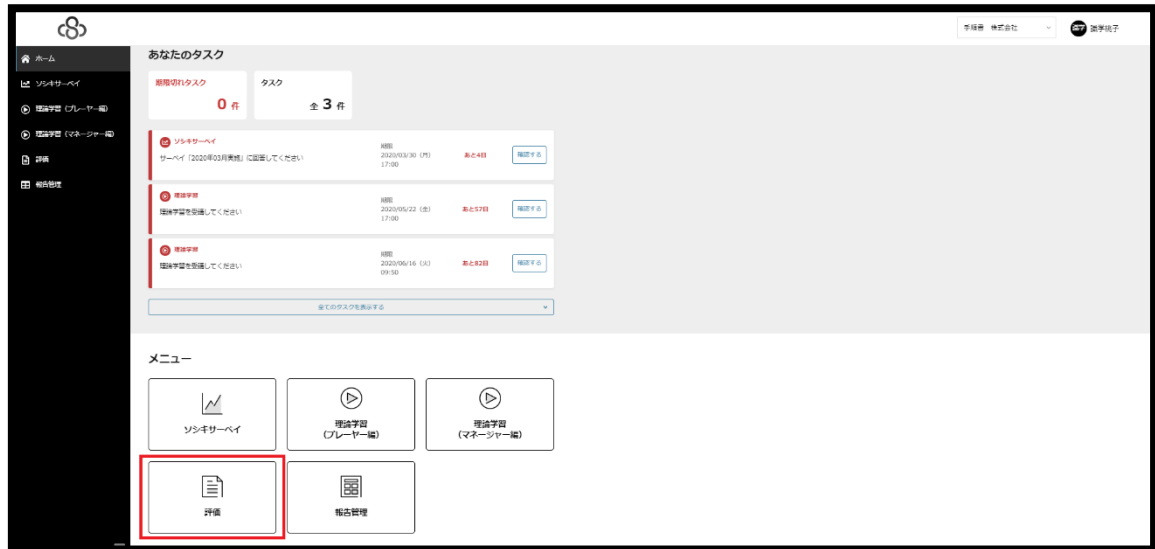 手順書 株式会社
識学桃子
ホーム
ソシキサーベイ
理論学習（プレーヤー編）
理論学習（マネージャー編）
評価
報告管理
あなたのタスク
期限切れタスク
0 件
タスク
全 3 件
ソシキサーベイ
サーベイ「2020年03月実施」に回答してください
期限
2020/03/30（月）
17:00
あと4日
確認する
理論学習
理論学習を受講してください
期限
2020/05/22（金）
17:00
あと57日
確認する
理論学習
理論学習を受講してください
期限
2020/06/16（火）
09:50
あと82日
確認する
全てのタスクを表示する
メニュー
ソシキサーベイ
理論学習
（プレーヤー編）
理論学習
（マネージャー編）
評価
報告管理